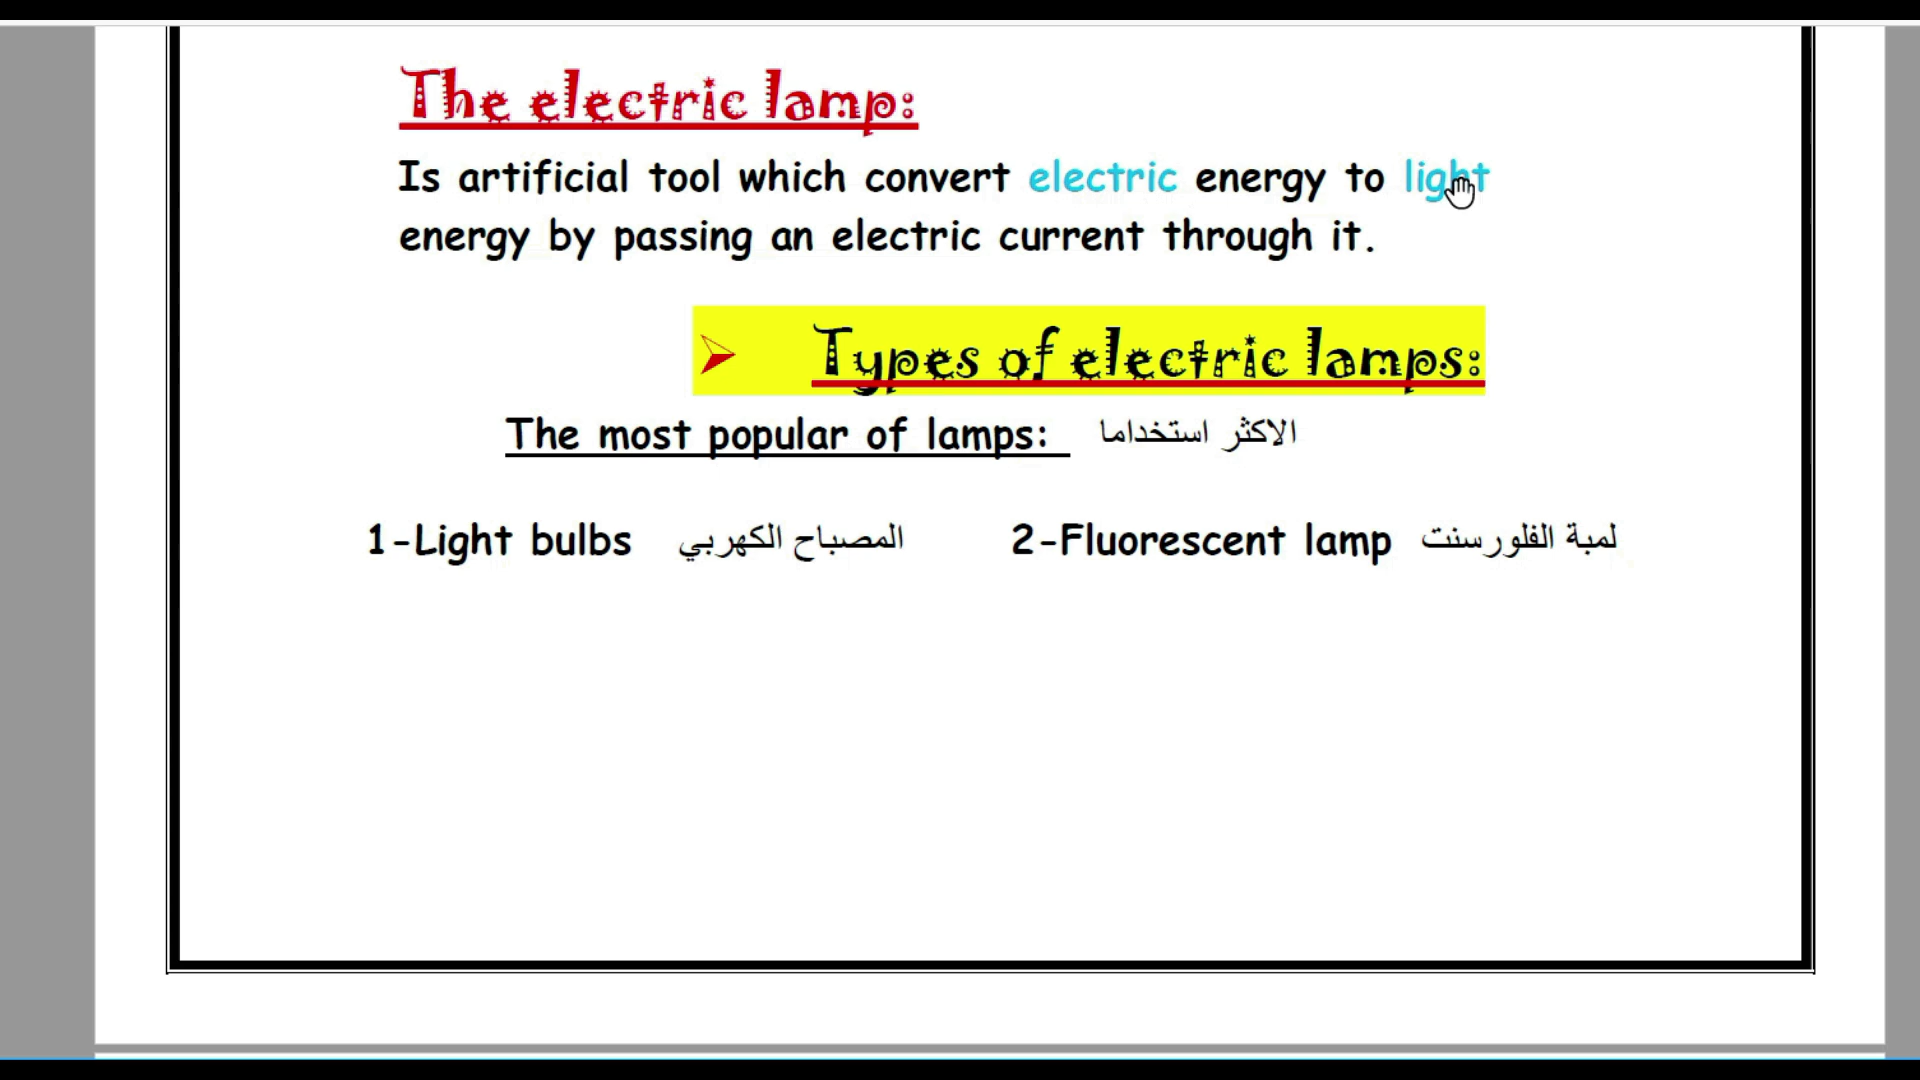 The electric lamp:
Is artificial tool which convert electric energy to light
energy by passing an electric current through it.
Types of electric lamps:
The most popular of lamps: الاكثر استخداما
1-Light bulbs المصباح الكهربي 2-Fluorescent lamp لمبة الفلورسنت